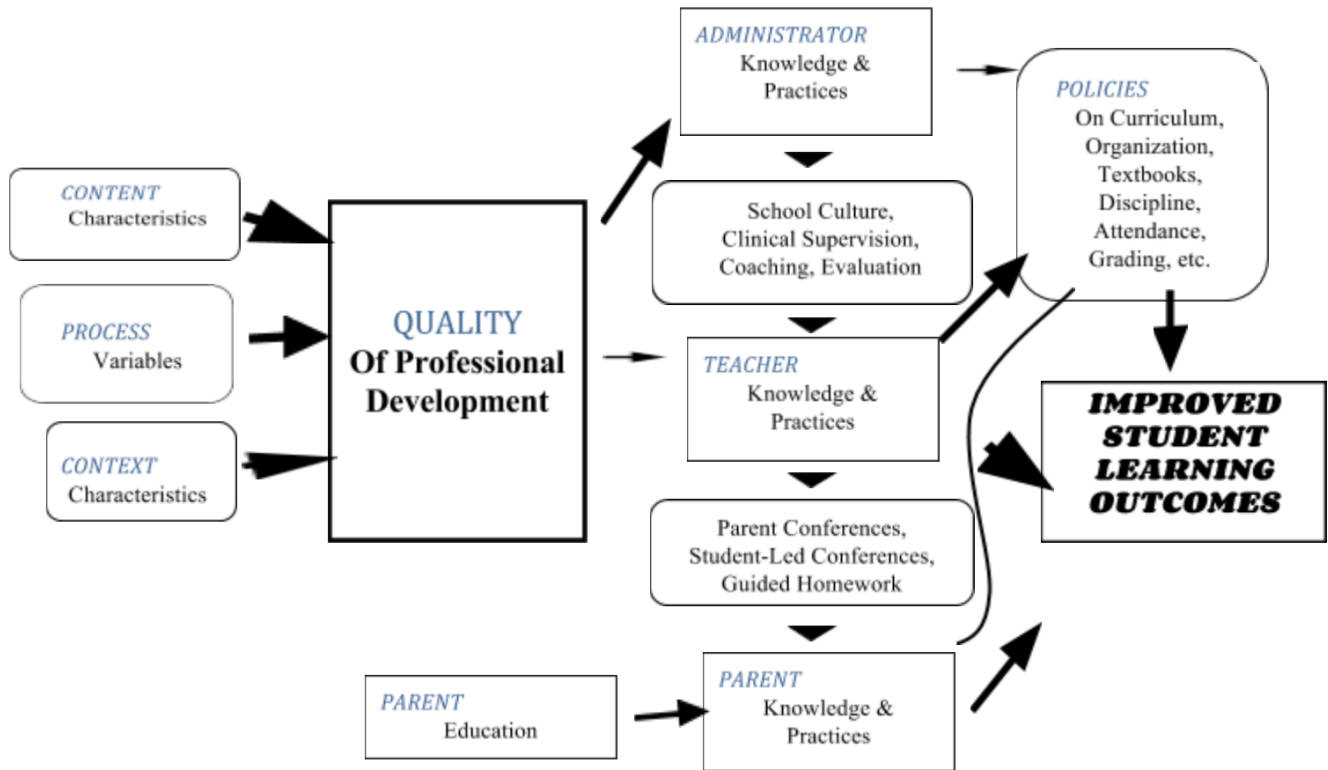 CONTENT
Characteristics
PROCESS
Variables
CONTEXT
Characteristics
QUALITY
Of Professional
Development
ADMINISTRATOR
Knowledge &
Practices
School Culture,
Clinical Supervision,
Coaching, Evaluation
TEACHER
Knowledge &
Practices
Parent Conferences,
Student-Led Conferences,
Guided Homework
PARENT
Education
PARENT
Knowledge &
Practices
POLICIES
On Curriculum,
Organization,
Textbooks,
Discipline,
Attendance,
Grading, etc.
IMPROVED
STUDENT
LEARNING
OUTCOMES